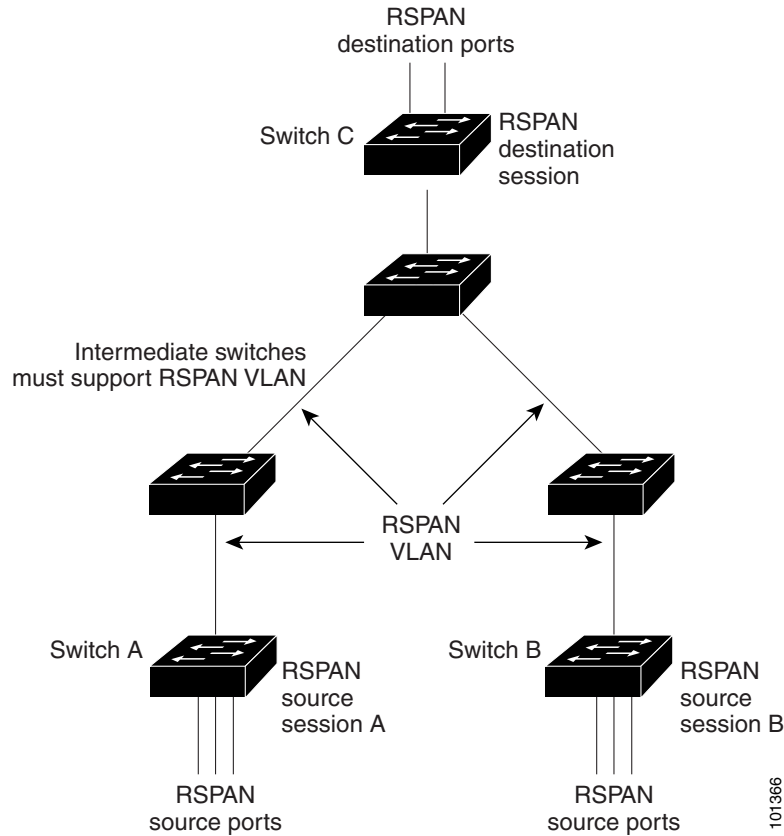 RSPAN
destination ports
Switch C
RSPAN
destination
session
Intermediate switches
must support RSPAN VLAN
RSPAN
VLAN
Switch A
RSPAN
source
session A
Switch B
RSPAN
source
session B
RSPAN
source ports
RSPAN
source ports
101366